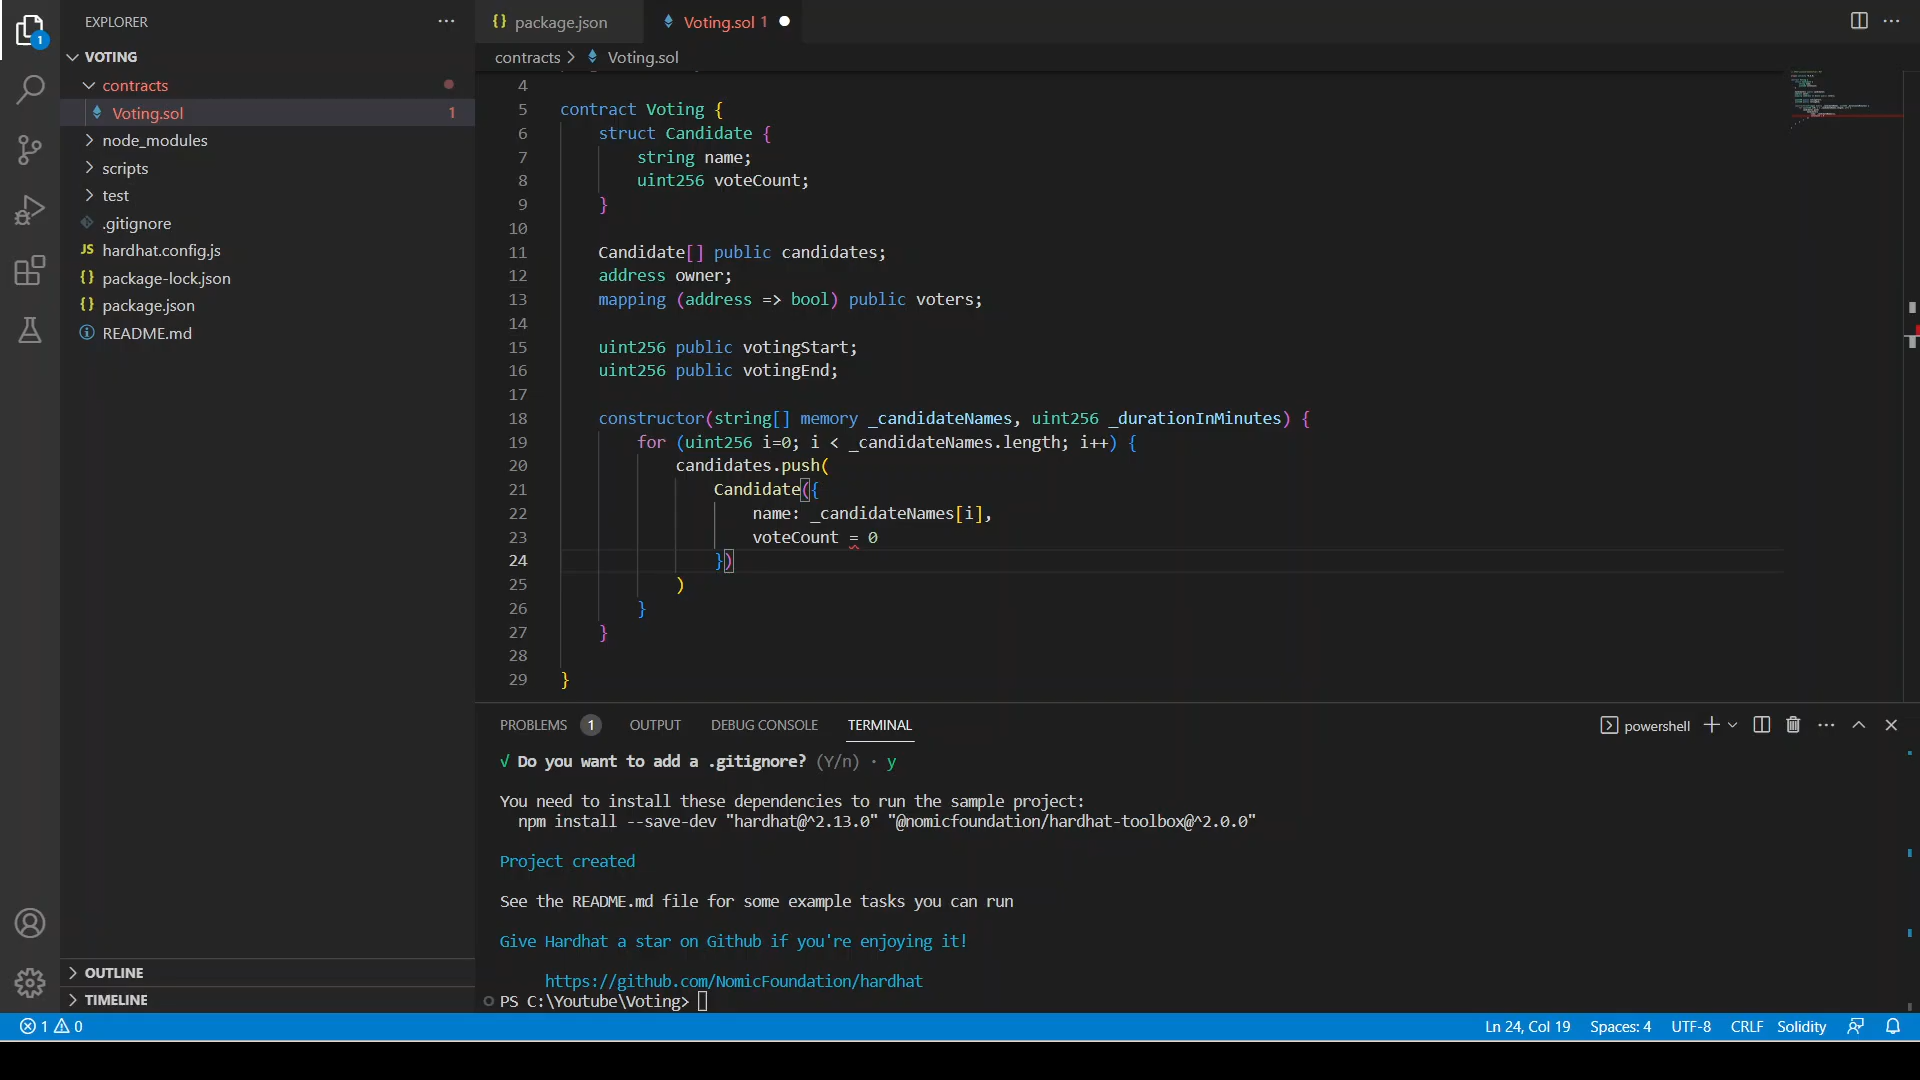 EXPLORER
VOTING
contracts
Voting.sol 1
node_modules
scripts
test
.gitignore
JS hardhat.config.js
{} package-lock.json
{} package.json
README.md
OUTLINE
TIMELINE
1
{} package.json
Voting.sol 1
contracts > Voting.sol
4
5 contract Voting {
6 struct Candidate {
7 string name;
8 uint256 voteCount;
9 }
10
11 Candidate[] public candidates;
12 address owner;
13 mapping (address => bool) public voters;
14
15 uint256 public votingStart;
16 uint256 public votingEnd;
17
18 constructor(string[] memory _candidateNames, uint256 _durationInMinutes) {
19 for (uint256 i=0; i < _candidateNames.length; i++) {
20 candidates.push(
21 Candidate({
22 name: _candidateNames[i],
23 voteCount = 0
24 })
25 )
26 }
27 }
28
29 }
PROBLEMS 1 OUTPUT DEBUG CONSOLE TERMINAL
powershell
√ Do you want to add a .gitignore? (Y/n) · y
You need to install these dependencies to run the sample project:
npm install --save-dev "hardhat@^2.13.0" "@nomicfoundation/hardhat-toolbox@^2.0.0"
Project created
See the README.md file for some example tasks you can run
Give Hardhat a star on Github if you're enjoying it!
https://github.com/NomicFoundation/hardhat
PS C:\Youtube\Voting>
1 0
Ln 24, Col 19 Spaces: 4 UTF-8 CRLF Solidity